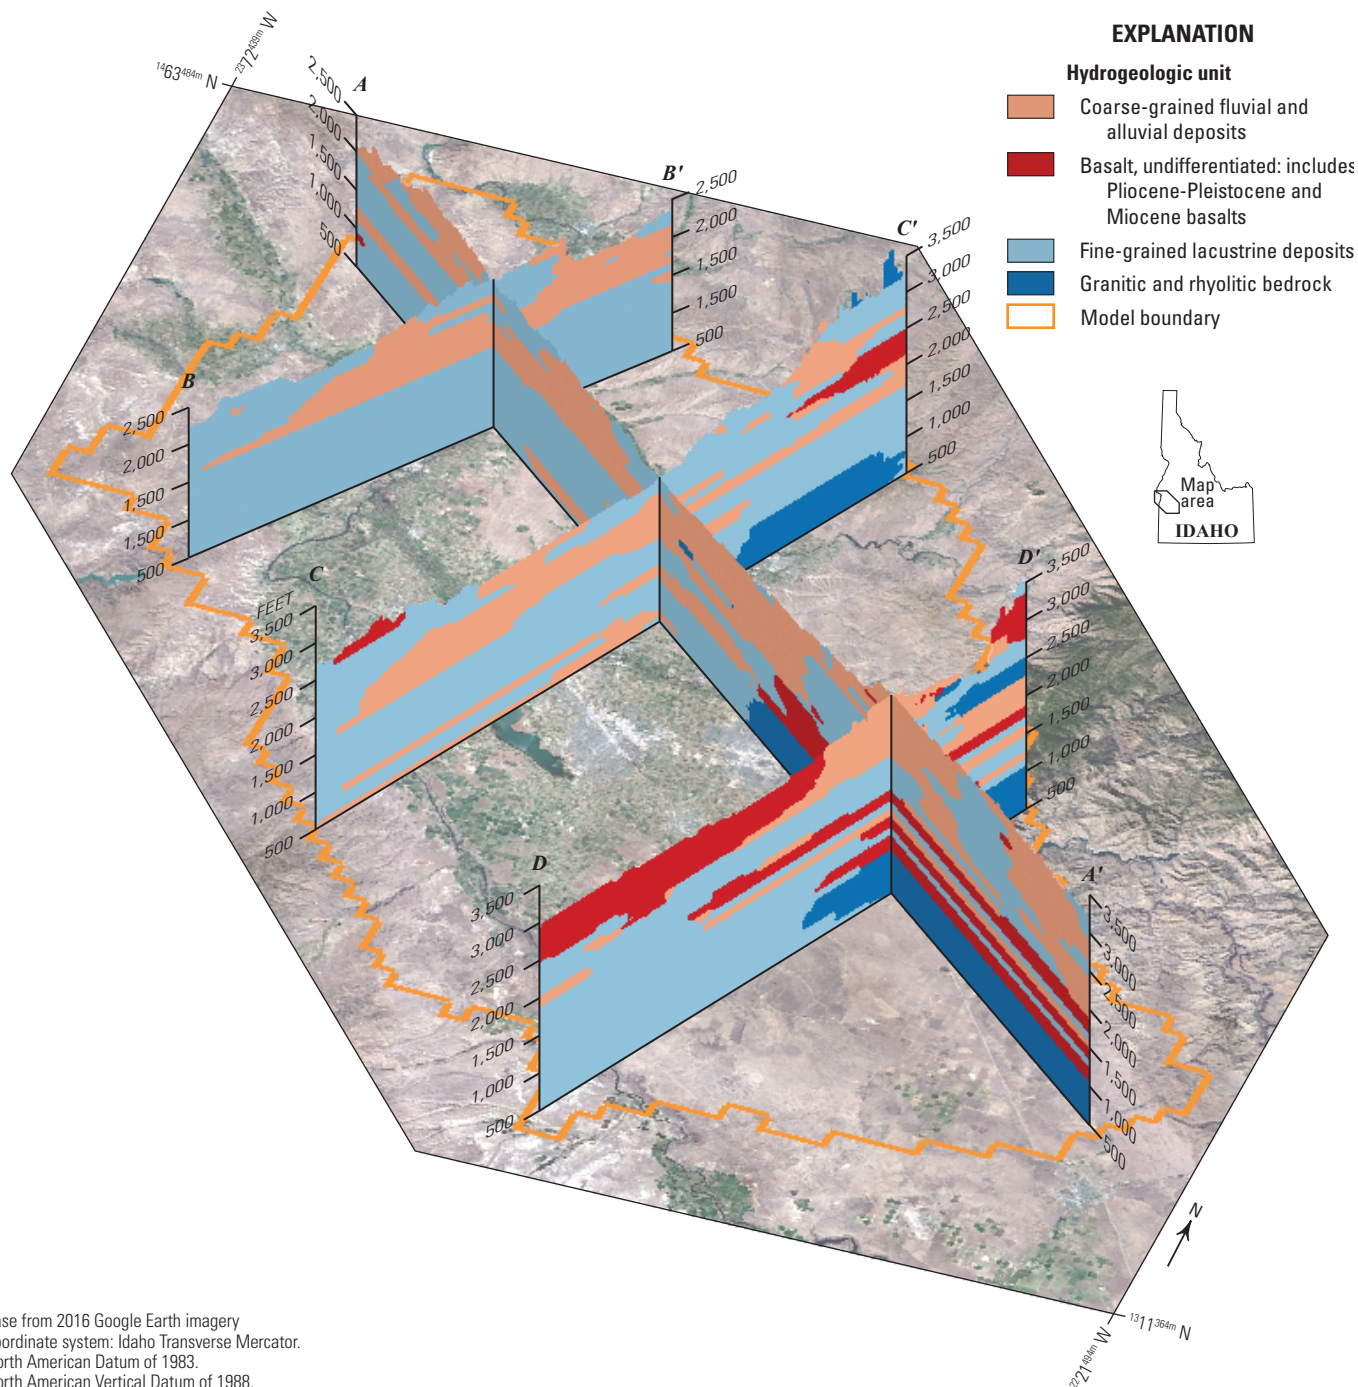 EXPLANATION
Hydrogeologic unit
Coarse-grained fluvial and
alluvial deposits
Basalt, undifferentiated: includes
Pliocene-Pleistocene and
Miocene basalts
Fine-grained lacustrine deposits
Granitic and rhyolitic bedrock
Model boundary
1463484m N
2372439m W
A
2,500
2,000
1,500
1,000
500
B'
2,500
2,000
1,500
1,500
500
C'
3,500
3,000
2,500
2,000
1,500
1,000
500
B
2,500
2,000
1,500
1,500
500
Map
area
IDAHO
D'
3,500
3,000
2,500
2,000
1,500
1,000
500
C
FEET
3,500
3,000
2,500
2,000
1,500
1,000
500
D
3,500
3,000
2,500
2,000
1,500
1,000
500
A'
3,500
3,000
2,500
2,000
1,500
1,000
500
N
1311364m N
2221494m W
ase from 2016 Google Earth imagery
oordinate system: Idaho Transverse Mercator.
orth American Datum of 1983.
orth American Vertical Datum of 1988.